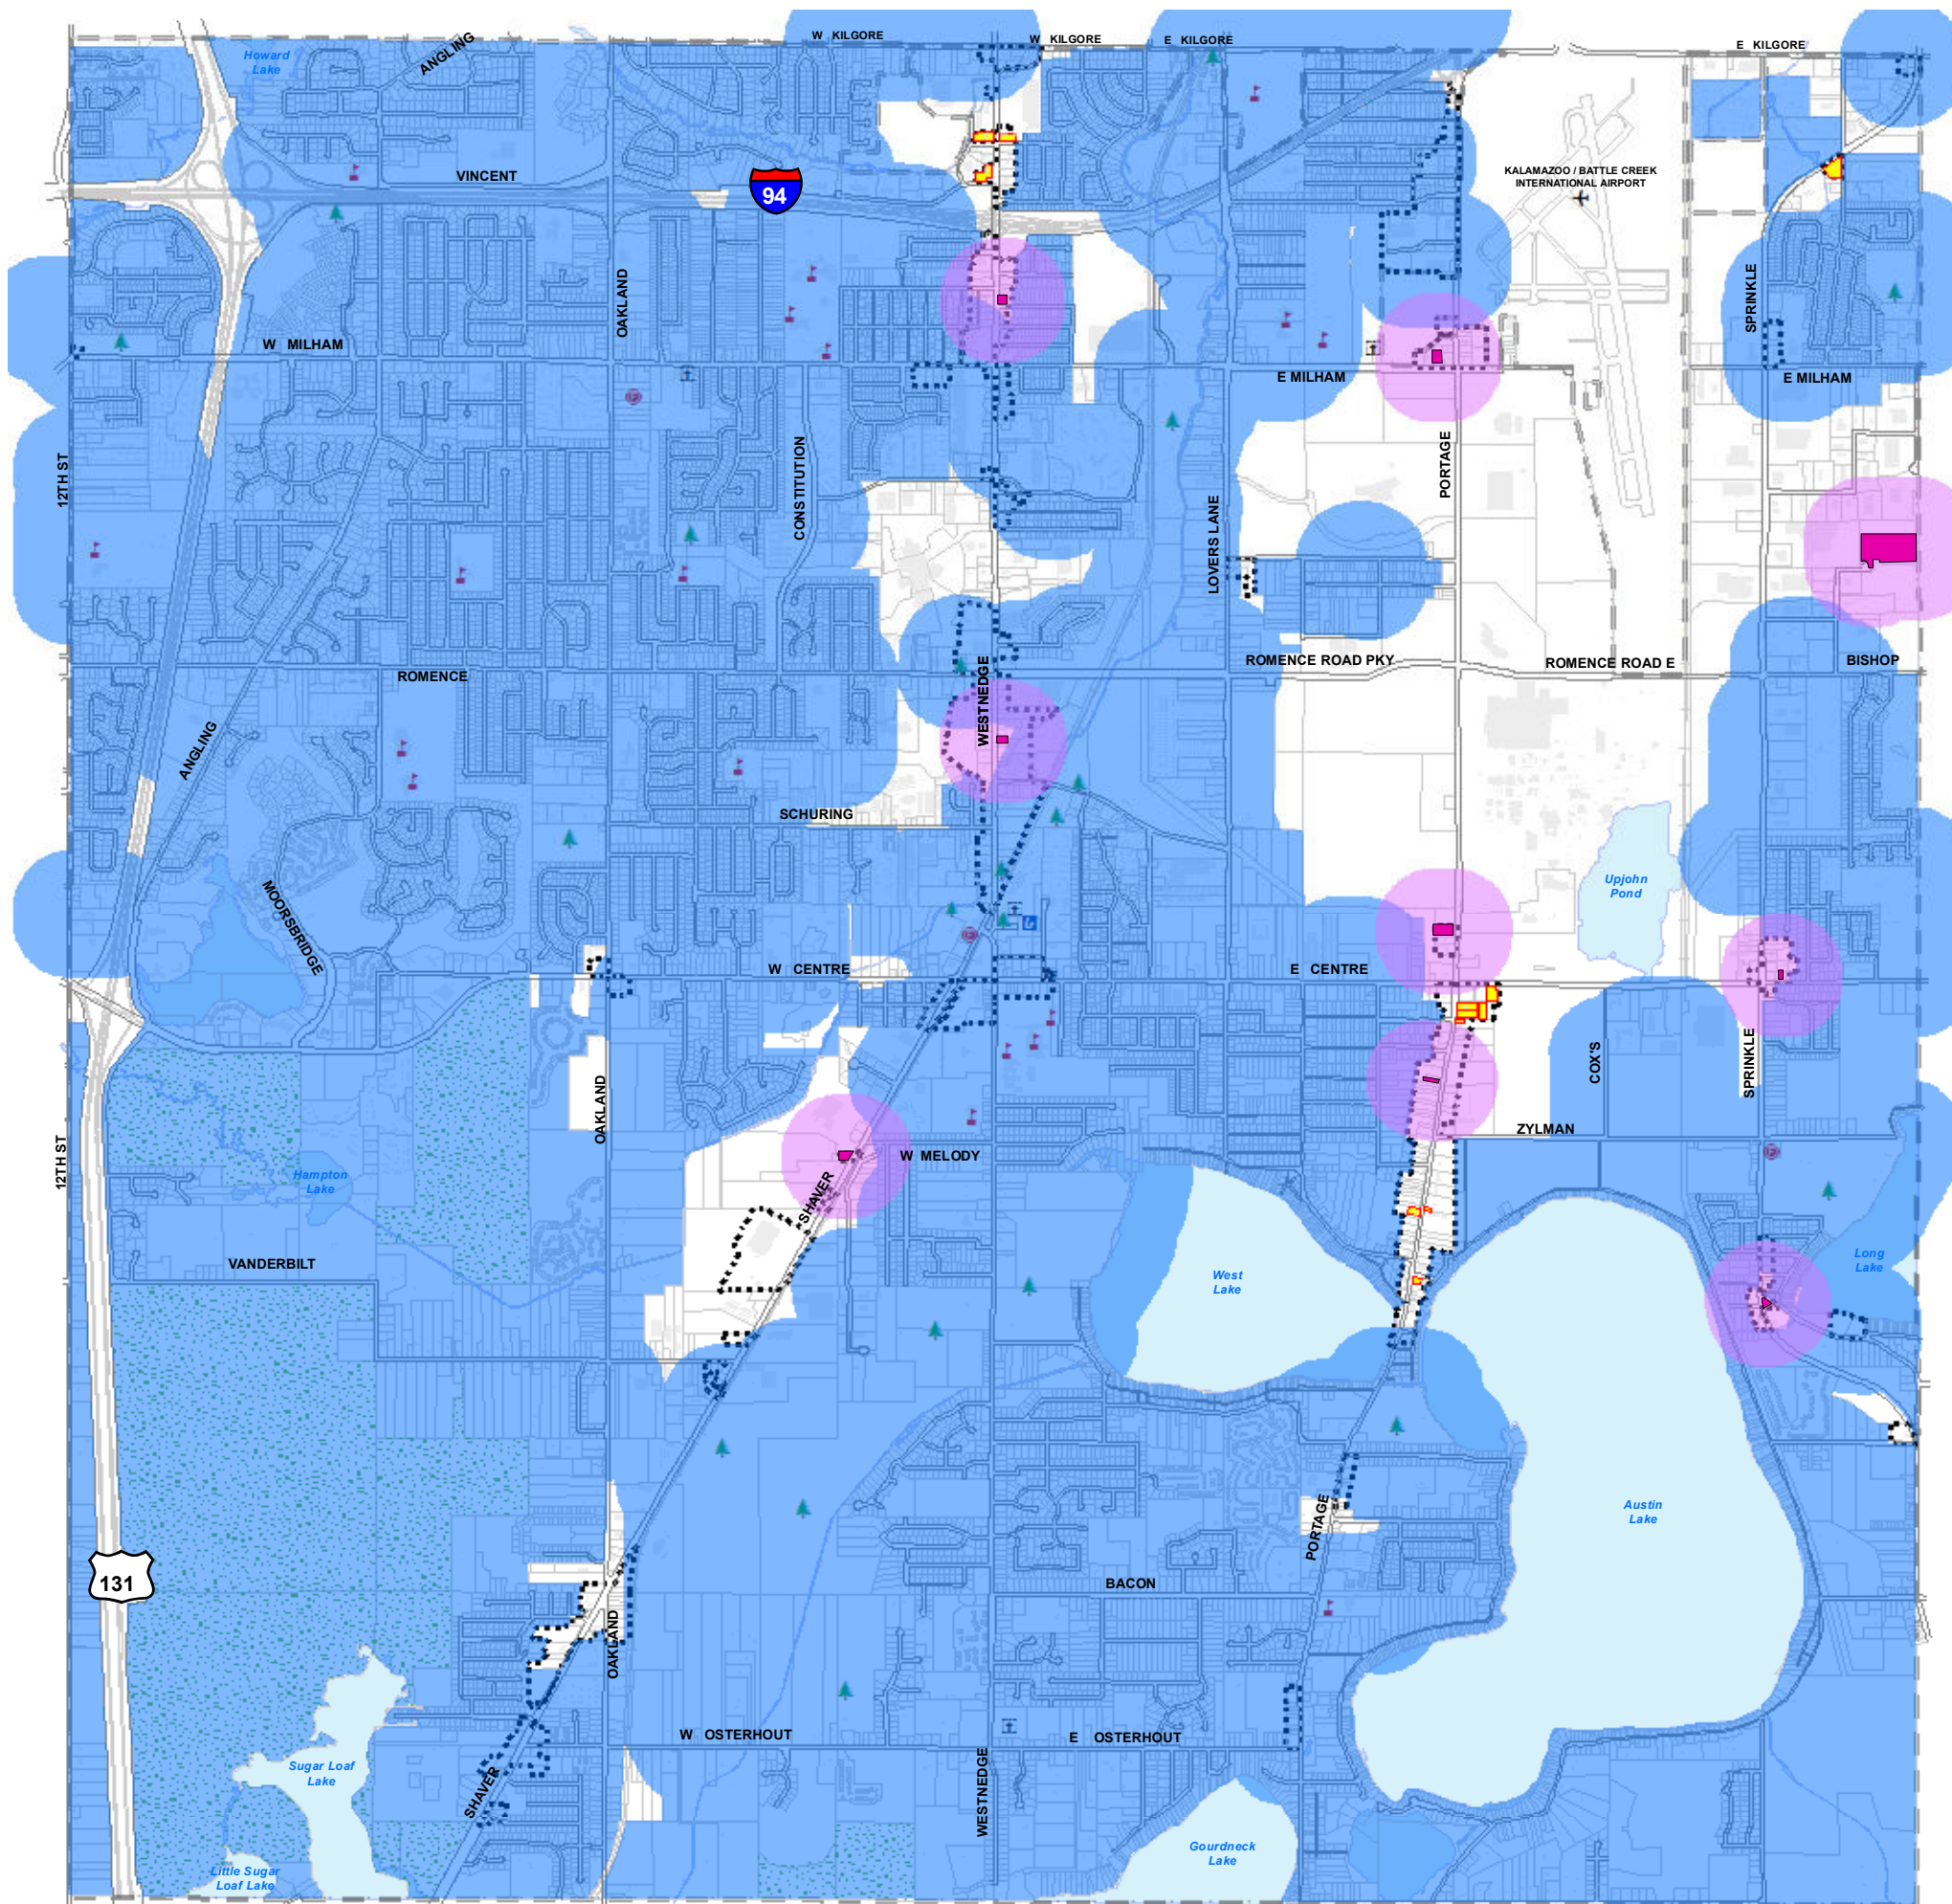 W KILGORE
W KILGORE
E KILGORE
E KILGORE
Howard
Lake
ANGLING
VINCENT
94
KALAMAZOO / BATTLE CREEK
INTERNATIONAL AIRPORT
OAKLAND
SPRINKLE
W MILHAM
E MILHAM
E MILHAM
12TH ST
CONSTITUTION
PORTAGE
LOVERS LANE
ROMENCE
WESTNEDGE
ROMENCE ROAD PKY
ROMENCE ROAD E
BISHOP
ANGLING
SCHURING
MOORSBRIDGE
Upjohn
Pond
W CENTRE
E CENTRE
OAKLAND
COX'S
SPRINKLE
12TH ST
ZYLMAN
W MELODY
Hampton
Lake
SHAVER
VANDERBILT
West
Lake
Long
Lake
Austin
Lake
PORTAGE
131
BACON
OAKLAND
W OSTERHOUT
E OSTERHOUT
Sugar Loaf
Lake
SHAVER
WESTNEDGE
Gourdneck
Lake
Little Sugar
Loaf Lake